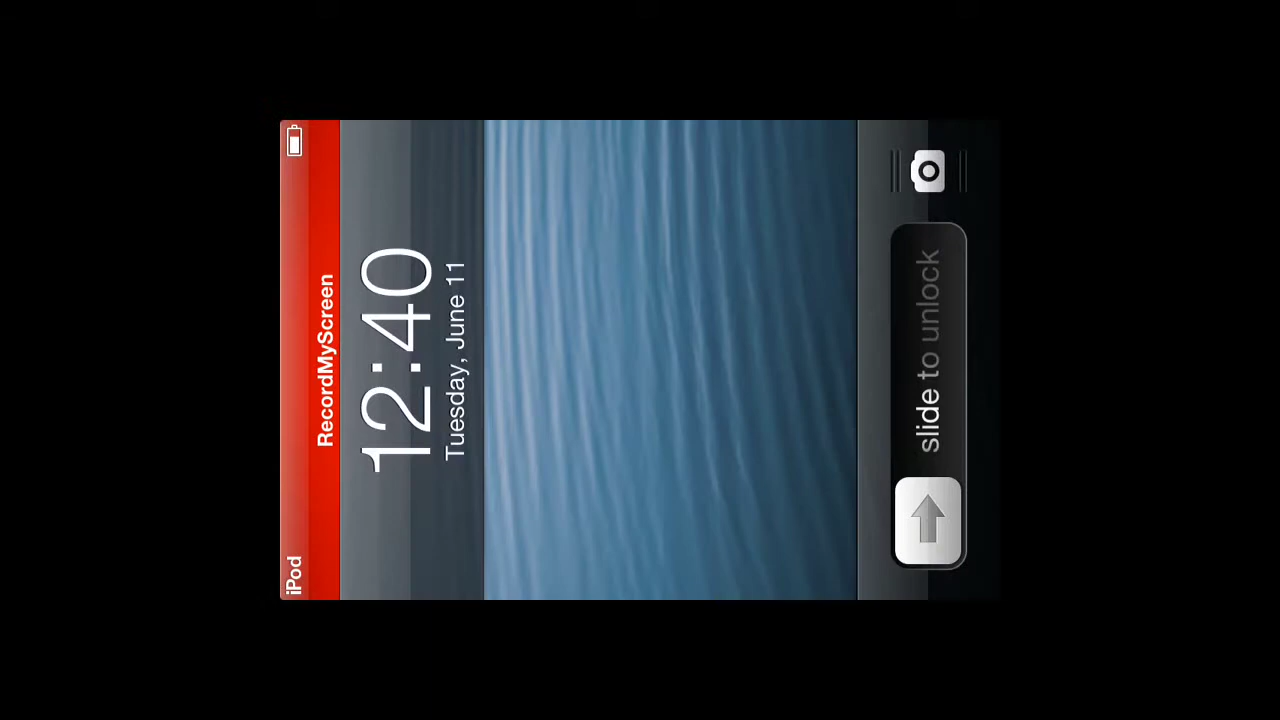 iPod
RecordMyScreen
12:40
Tuesday, June 11
slide to unlock